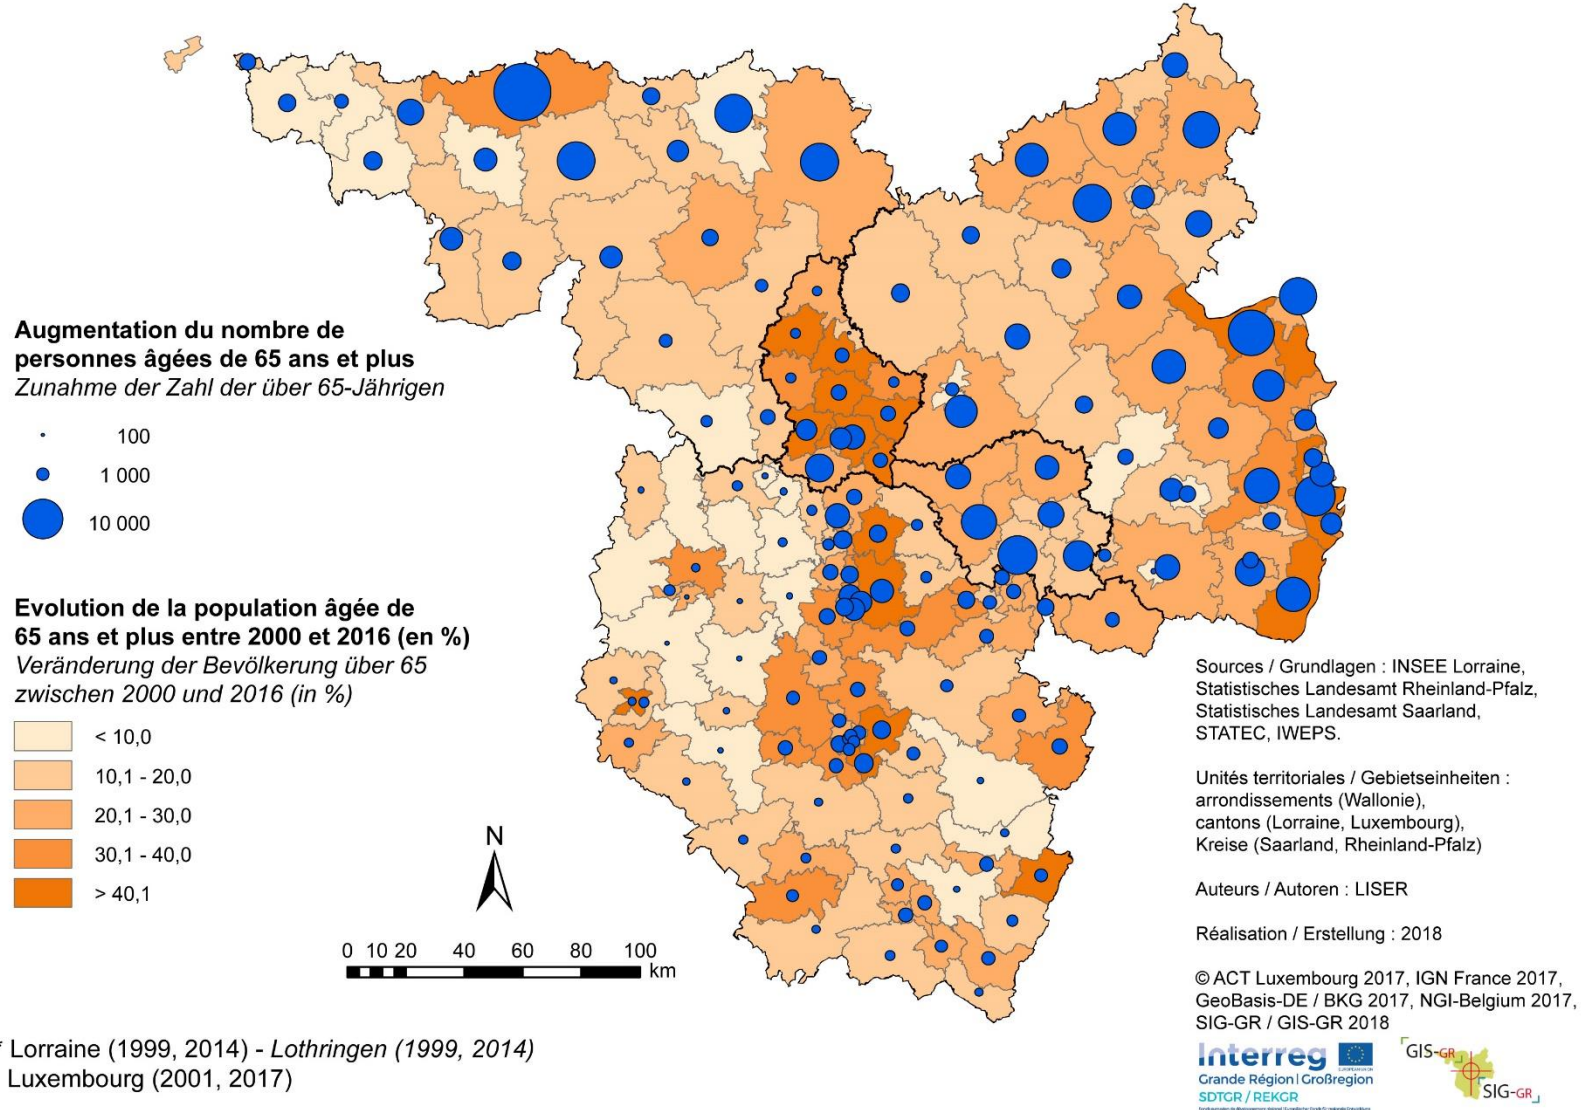 Augmentation du nombre de
personnes âgées de 65 ans et plus
Zunahme der Zahl der über 65-Jährigen
100
1 000
10 000
Evolution de la population âgée de
65 ans et plus entre 2000 et 2016 (en %)
Veränderung der Bevölkerung über 65
zwischen 2000 und 2016 (in %)
< 10,0
10,1 - 20,0
20,1 - 30,0
30,1 - 40,0
> 40,1
N
0 10 20 40 60 80 100
km
* Lorraine (1999, 2014) - Lothringen (1999, 2014)
Luxembourg (2001, 2017)
Sources / Grundlagen : INSEE Lorraine,
Statistisches Landesamt Rheinland-Pfalz,
Statistisches Landesamt Saarland,
STATEC, IWEPS.
Unités territoriales / Gebietseinheiten :
arrondissements (Wallonie),
cantons (Lorraine, Luxembourg),
Kreise (Saarland, Rheinland-Pfalz)
Auteurs / Autoren : LISER
Réalisation / Erstellung : 2018
© ACT Luxembourg 2017, IGN France 2017,
GeoBasis-DE / BKG 2017, NGI-Belgium 2017,
SIG-GR / GIS-GR 2018
Interreg
Grande Région | Großregion
SDTGR / REKGR
GIS-GR
SIG-GR